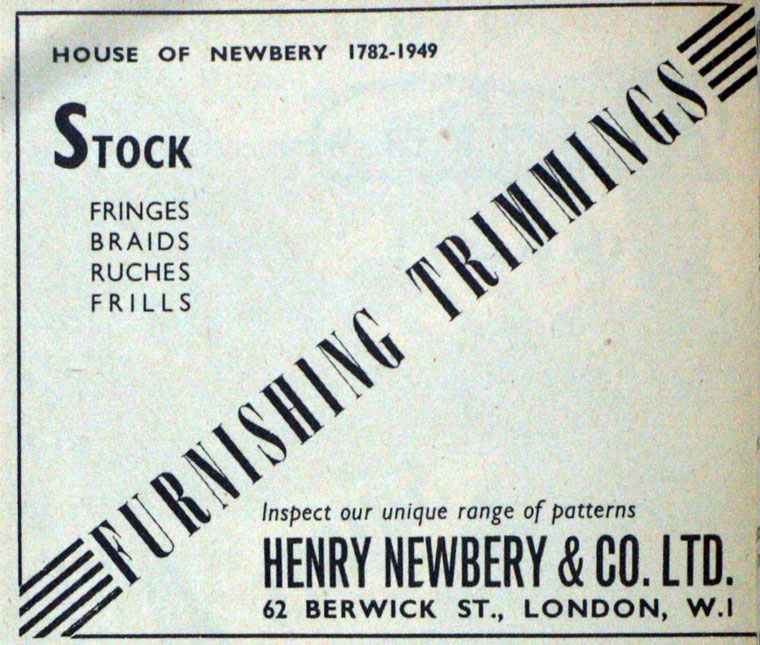 HOUSE OF NEWBERY 1782-1949
STOCK
FRINGES
BRAIDS
RUCHES
FRILLS
FURNISHING TRIMMINGS
Inspect our unique range of patterns
HENRY NEWBERY & CO. LTD.
62 BERWICK ST., LONDON, W.1